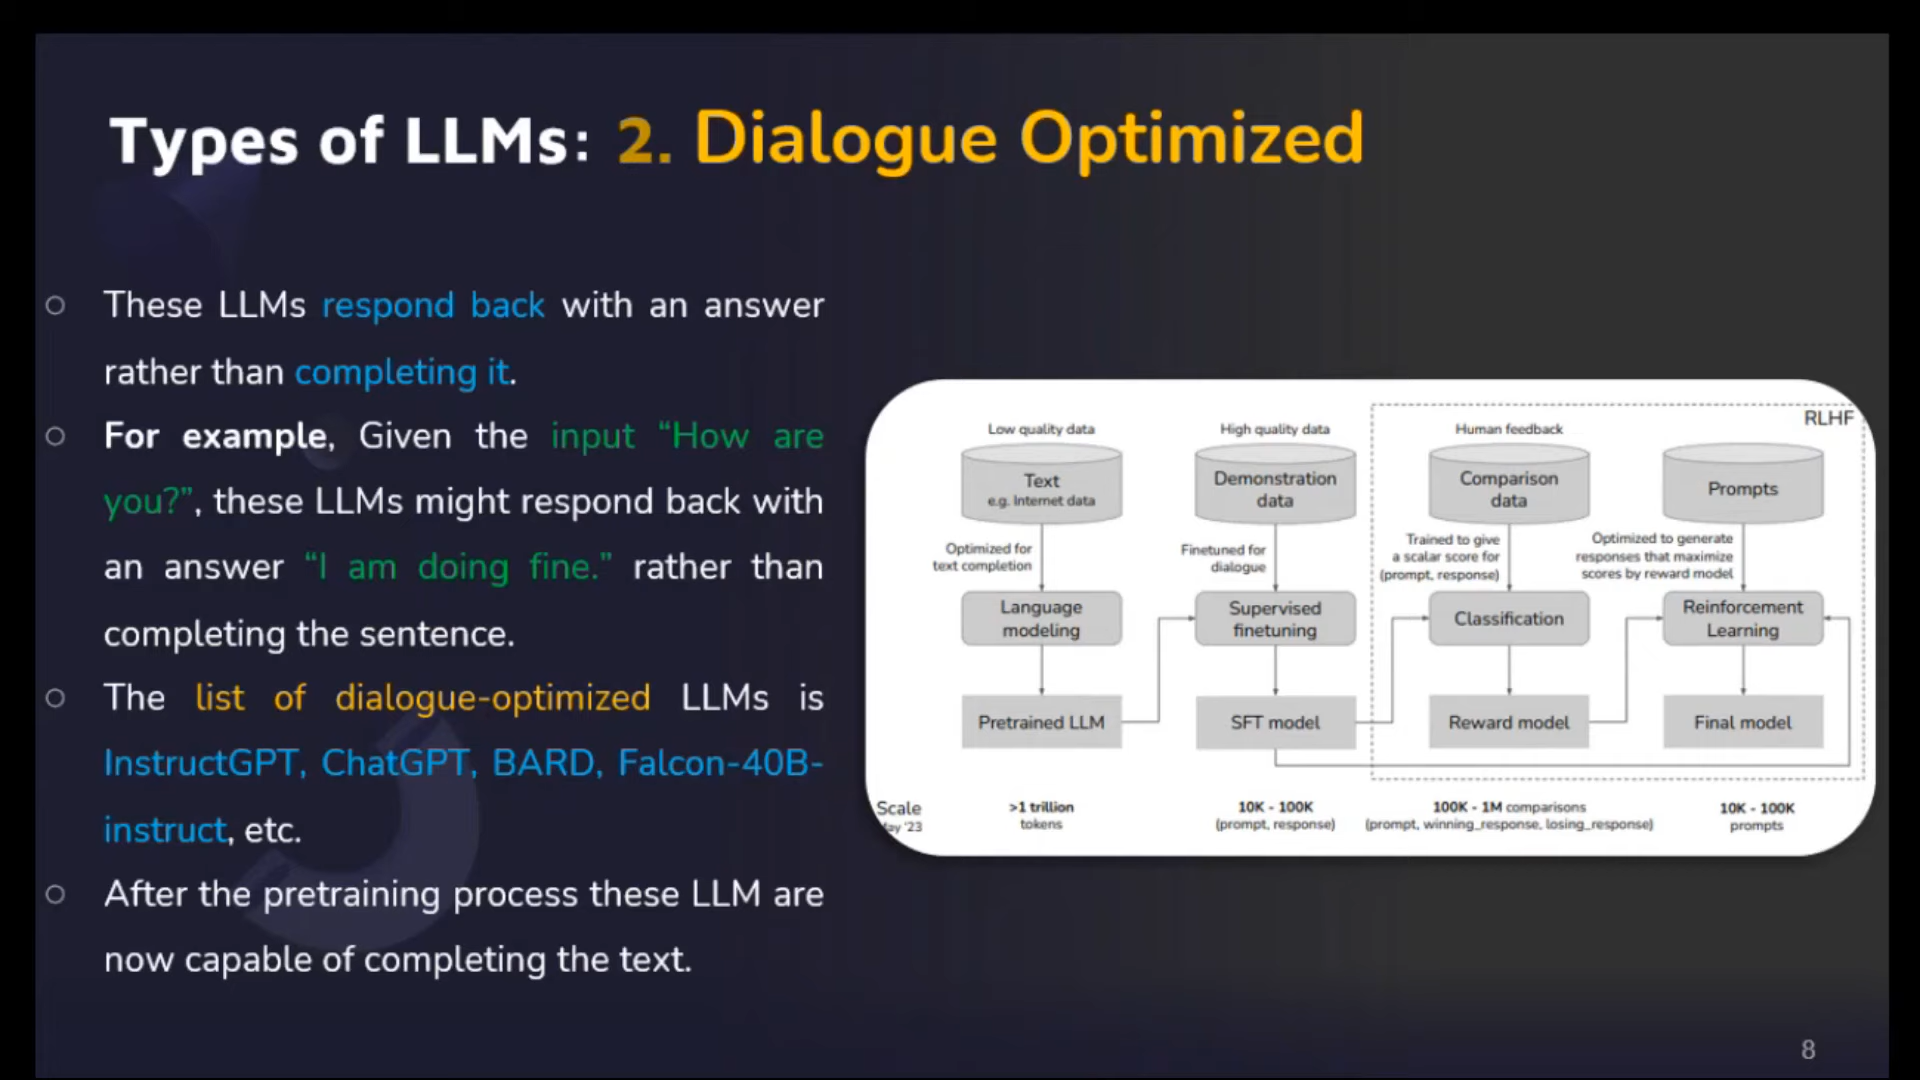 Types of LLMs: 2. Dialogue Optimized
These LLMs respond back with an answer
rather than completing it.
For example, Given the input “How are
you?”, these LLMs might respond back with
an answer “I am doing fine.” rather than
completing the sentence.
The list of dialogue-optimized LLMs is
InstructGPT, ChatGPT, BARD, Falcon-40B-
instruct, etc.
After the pretraining process these LLM are
now capable of completing the text.
RLHF
Low quality data
High quality data
Human feedback
Text
e.g. Internet data
Demonstration
data
Comparison
data
Prompts
Optimized for
text completion
Finetuned for
dialogue
Trained to give
a scalar score for
(prompt, response)
Optimized to generate
responses that maximize
scores by reward model
Language
modeling
Supervised
finetuning
Classification
Reinforcement
Learning
Pretrained LLM
SFT model
Reward model
Final model
Scale
'23
>1 trillion
tokens
10K - 100K
(prompt, response)
100K - 1M comparisons
(prompt, winning_response, losing_response)
10K - 100K
prompts
8